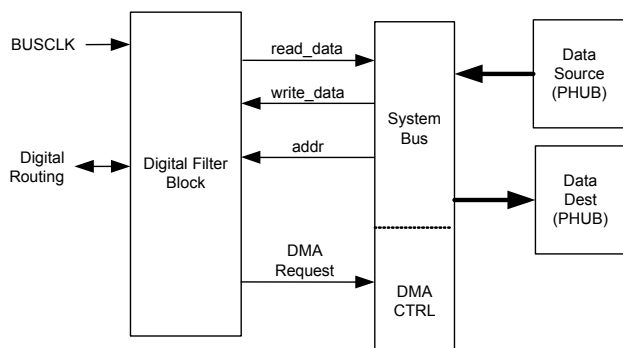 BUSCLK
Digital
Routing
Digital Filter
Block
read_data
write_data
addr
DMA
Request
System
Bus
DMA
CTRL
Data
Source
(PHUB)
Data
Dest
(PHUB)